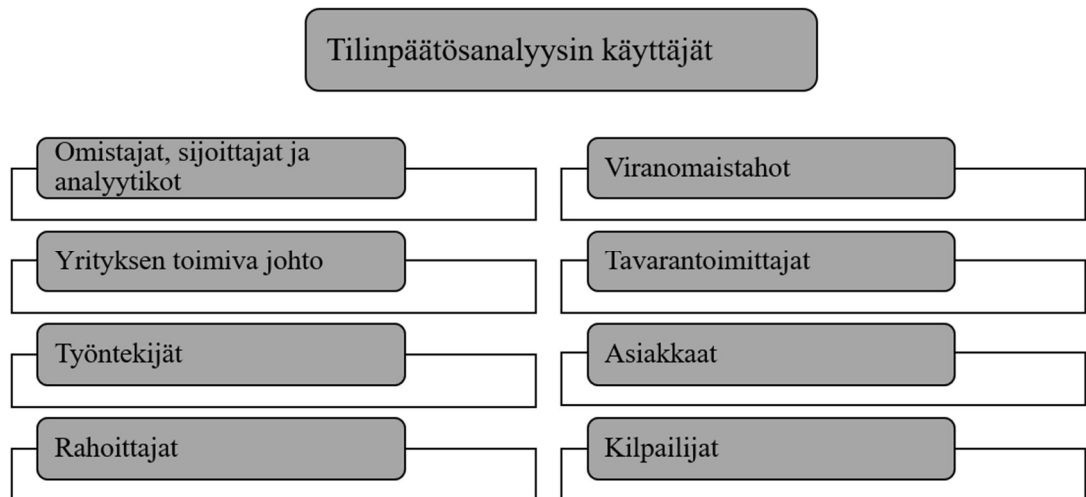 Tilinpäätösanalyysin käyttäjät
Omistajat, sijoittajat ja
analyytikot
Yrityksen toimiva johto
Työntekijät
Rahoittajat
Viranomaistahot
Tavarantoimittajat
Asiakkaat
Kilpailijat